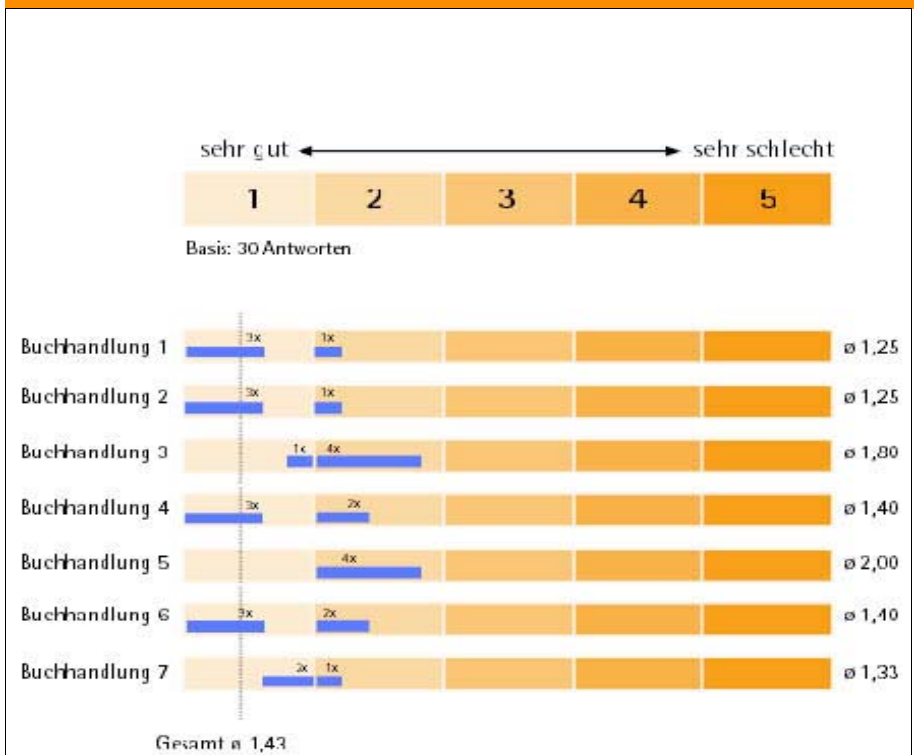 sehr gut sehr schlecht
1 2 3 4 5
Basis: 30 Antworten
Buchhandlung 1 3x 1x ø 1,25
Buchhandlung 2 3x 1x ø 1,25
Buchhandlung 3 1x 4x ø 1,80
Buchhandlung 4 3x 2x ø 1,40
Buchhandlung 5 4x ø 2,00
Buchhandlung 6 3x 2x ø 1,40
Buchhandlung 7 2x 1x ø 1,33
Gesamt ø 1,43